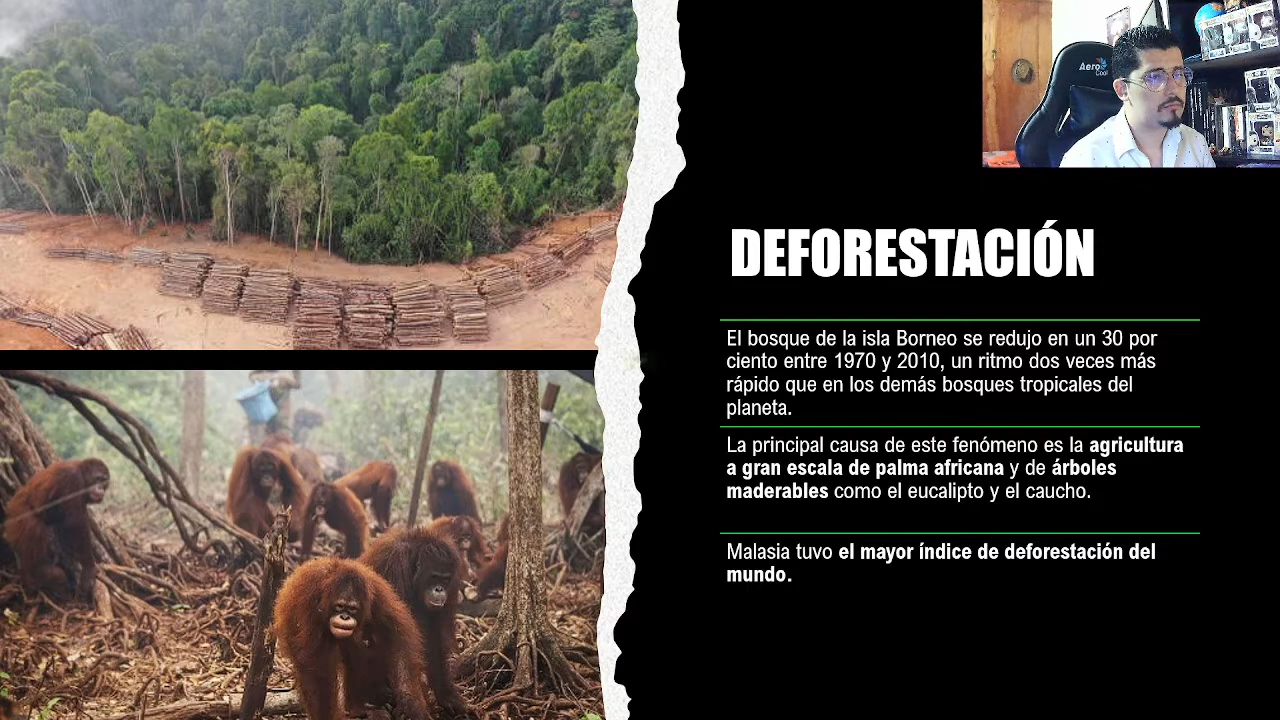 Aero
Cool
DEFORESTACIÓN
El bosque de la isla Borneo se redujo en un 30 por
ciento entre 1970 y 2010, un ritmo dos veces más
rápido que en los demás bosques tropicales del
planeta.
La principal causa de este fenómeno es la agricultura
a gran escala de palma africana y de árboles
maderables como el eucalipto y el caucho.
Malasia tuvo el mayor índice de deforestación del
mundo.